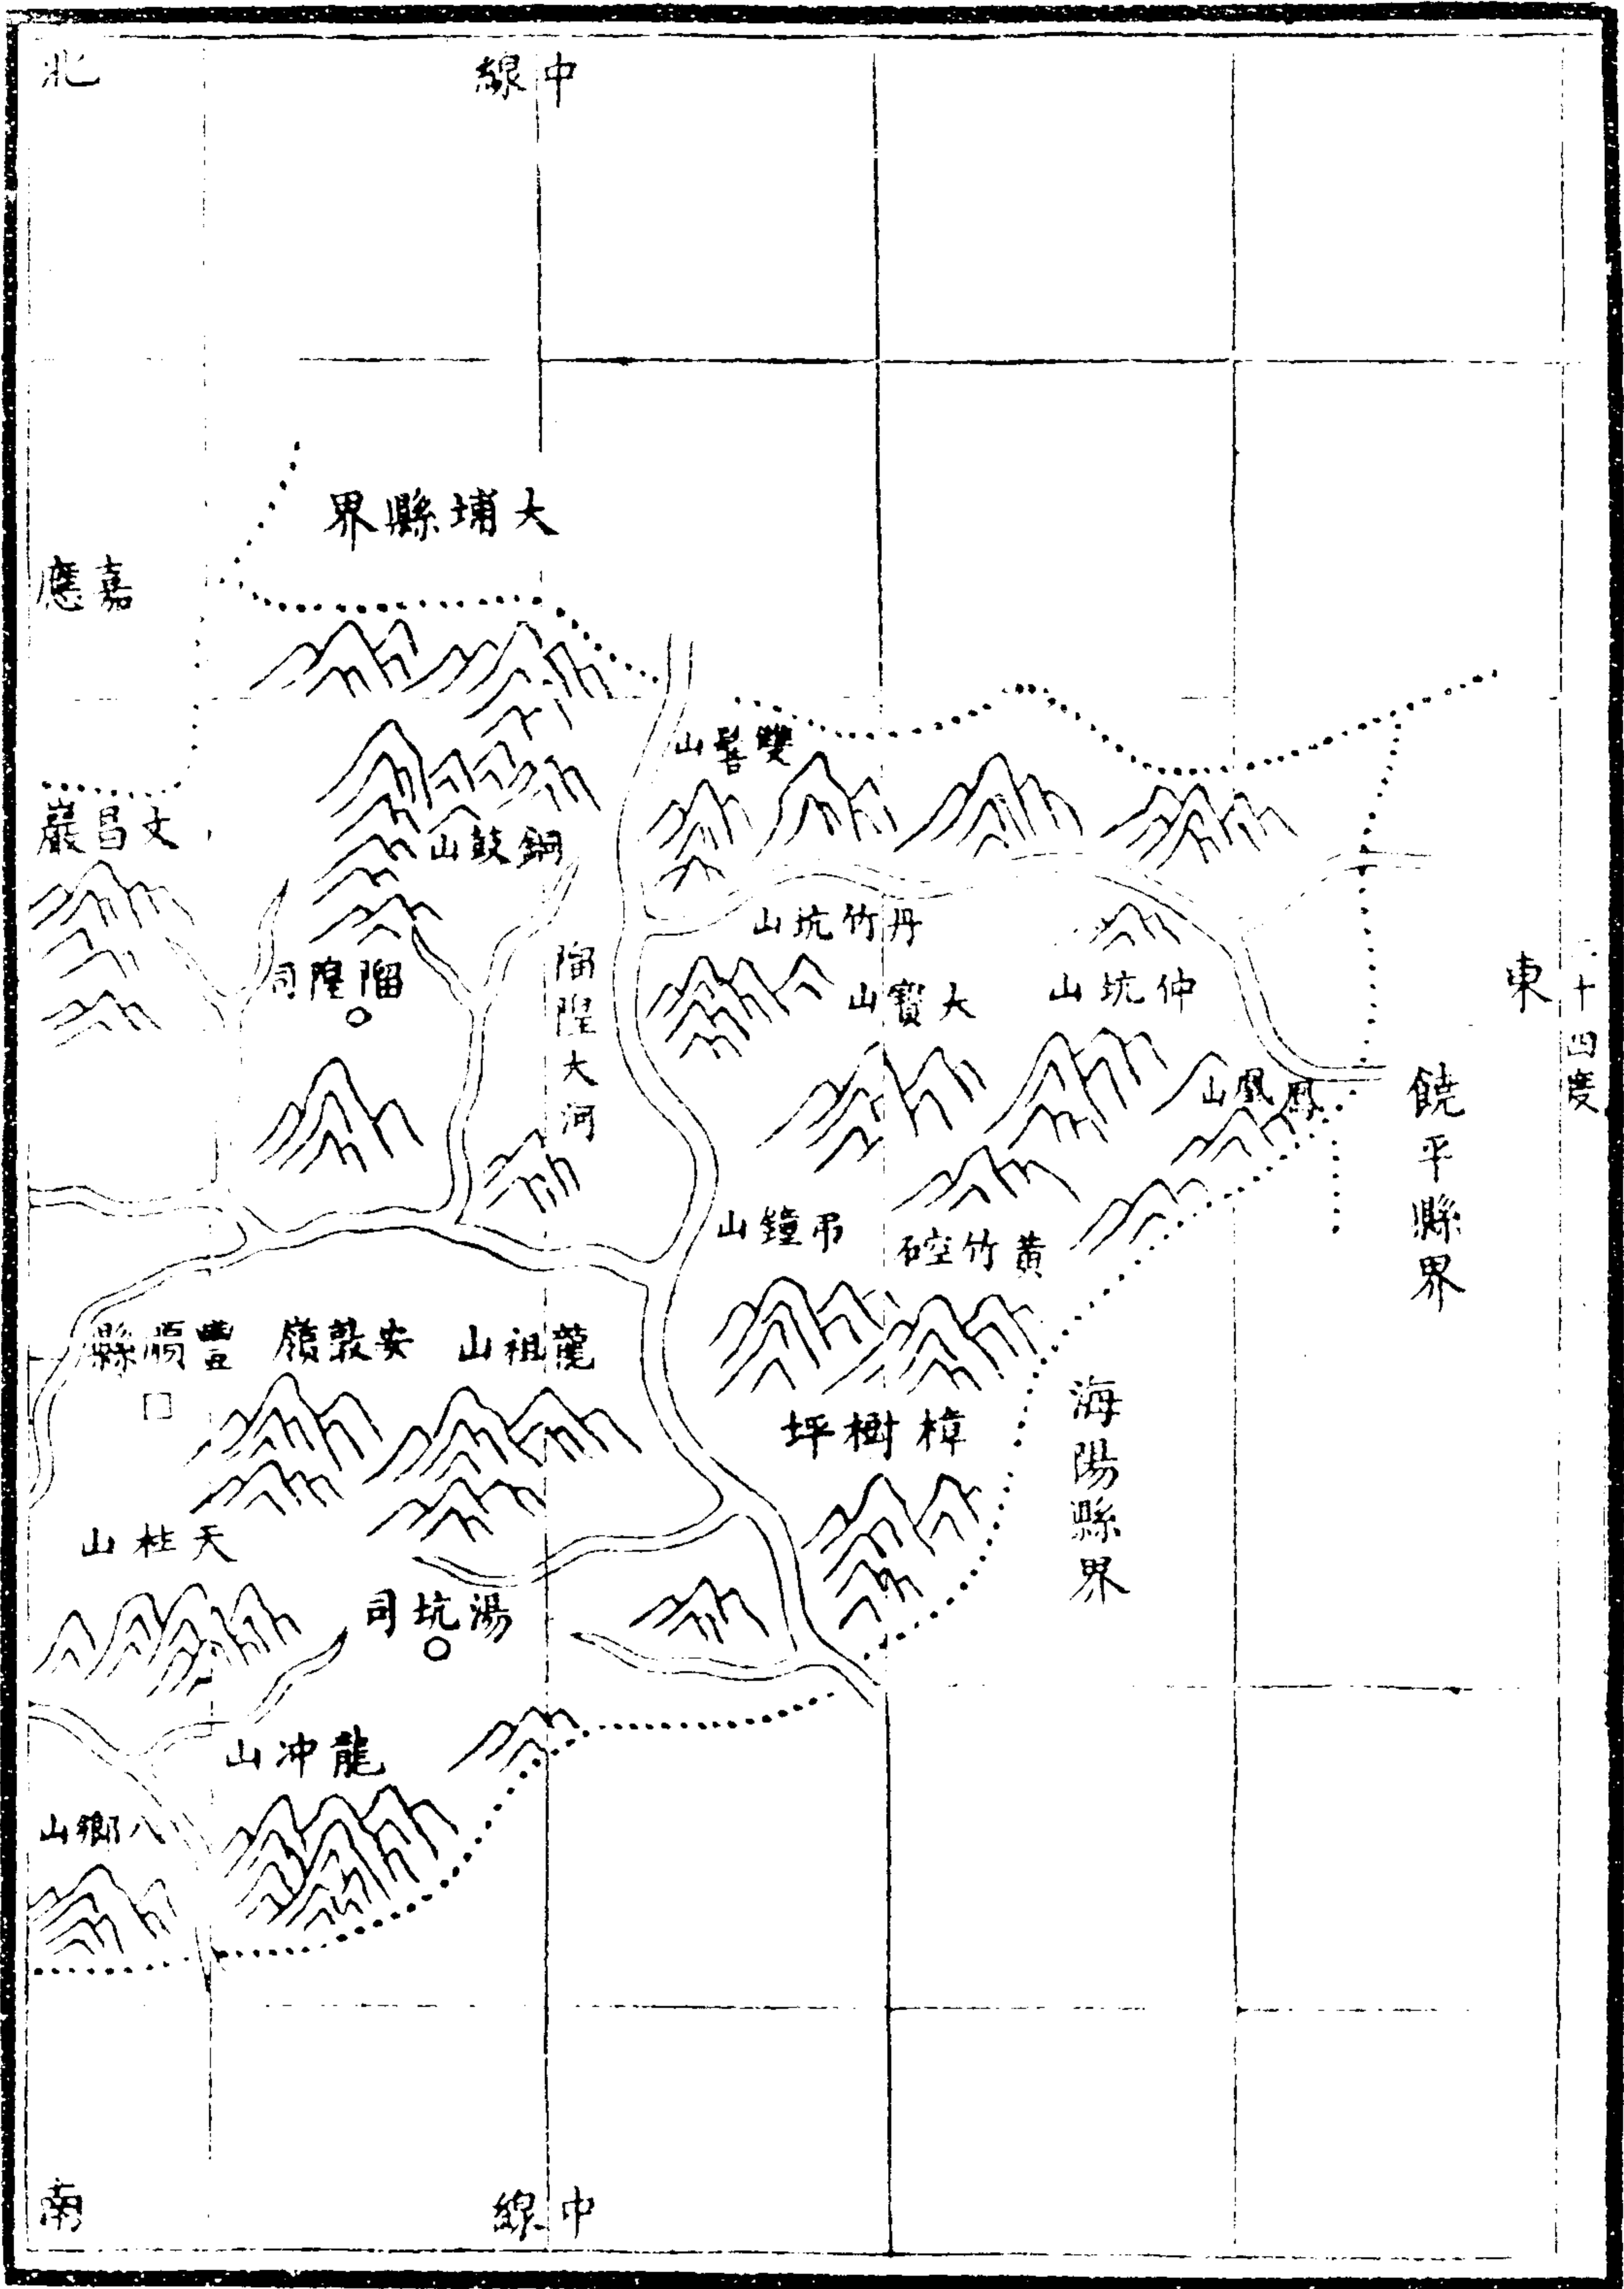 北
中線
大埔縣界
嘉應
雙髻山
文昌巖
銅鼓山
丹竹坑山
㽞隍司
㽞隍大河
大寶山
仲坑山
東
二十四度
鳳凰山
饒平縣界
吊鐘山
黃竹硿
豐順縣
安敦嶺
龍祖山
樟樹坪
海陽縣界
天柱山
湯坑司
龍冲山
八鄉山
南
中線